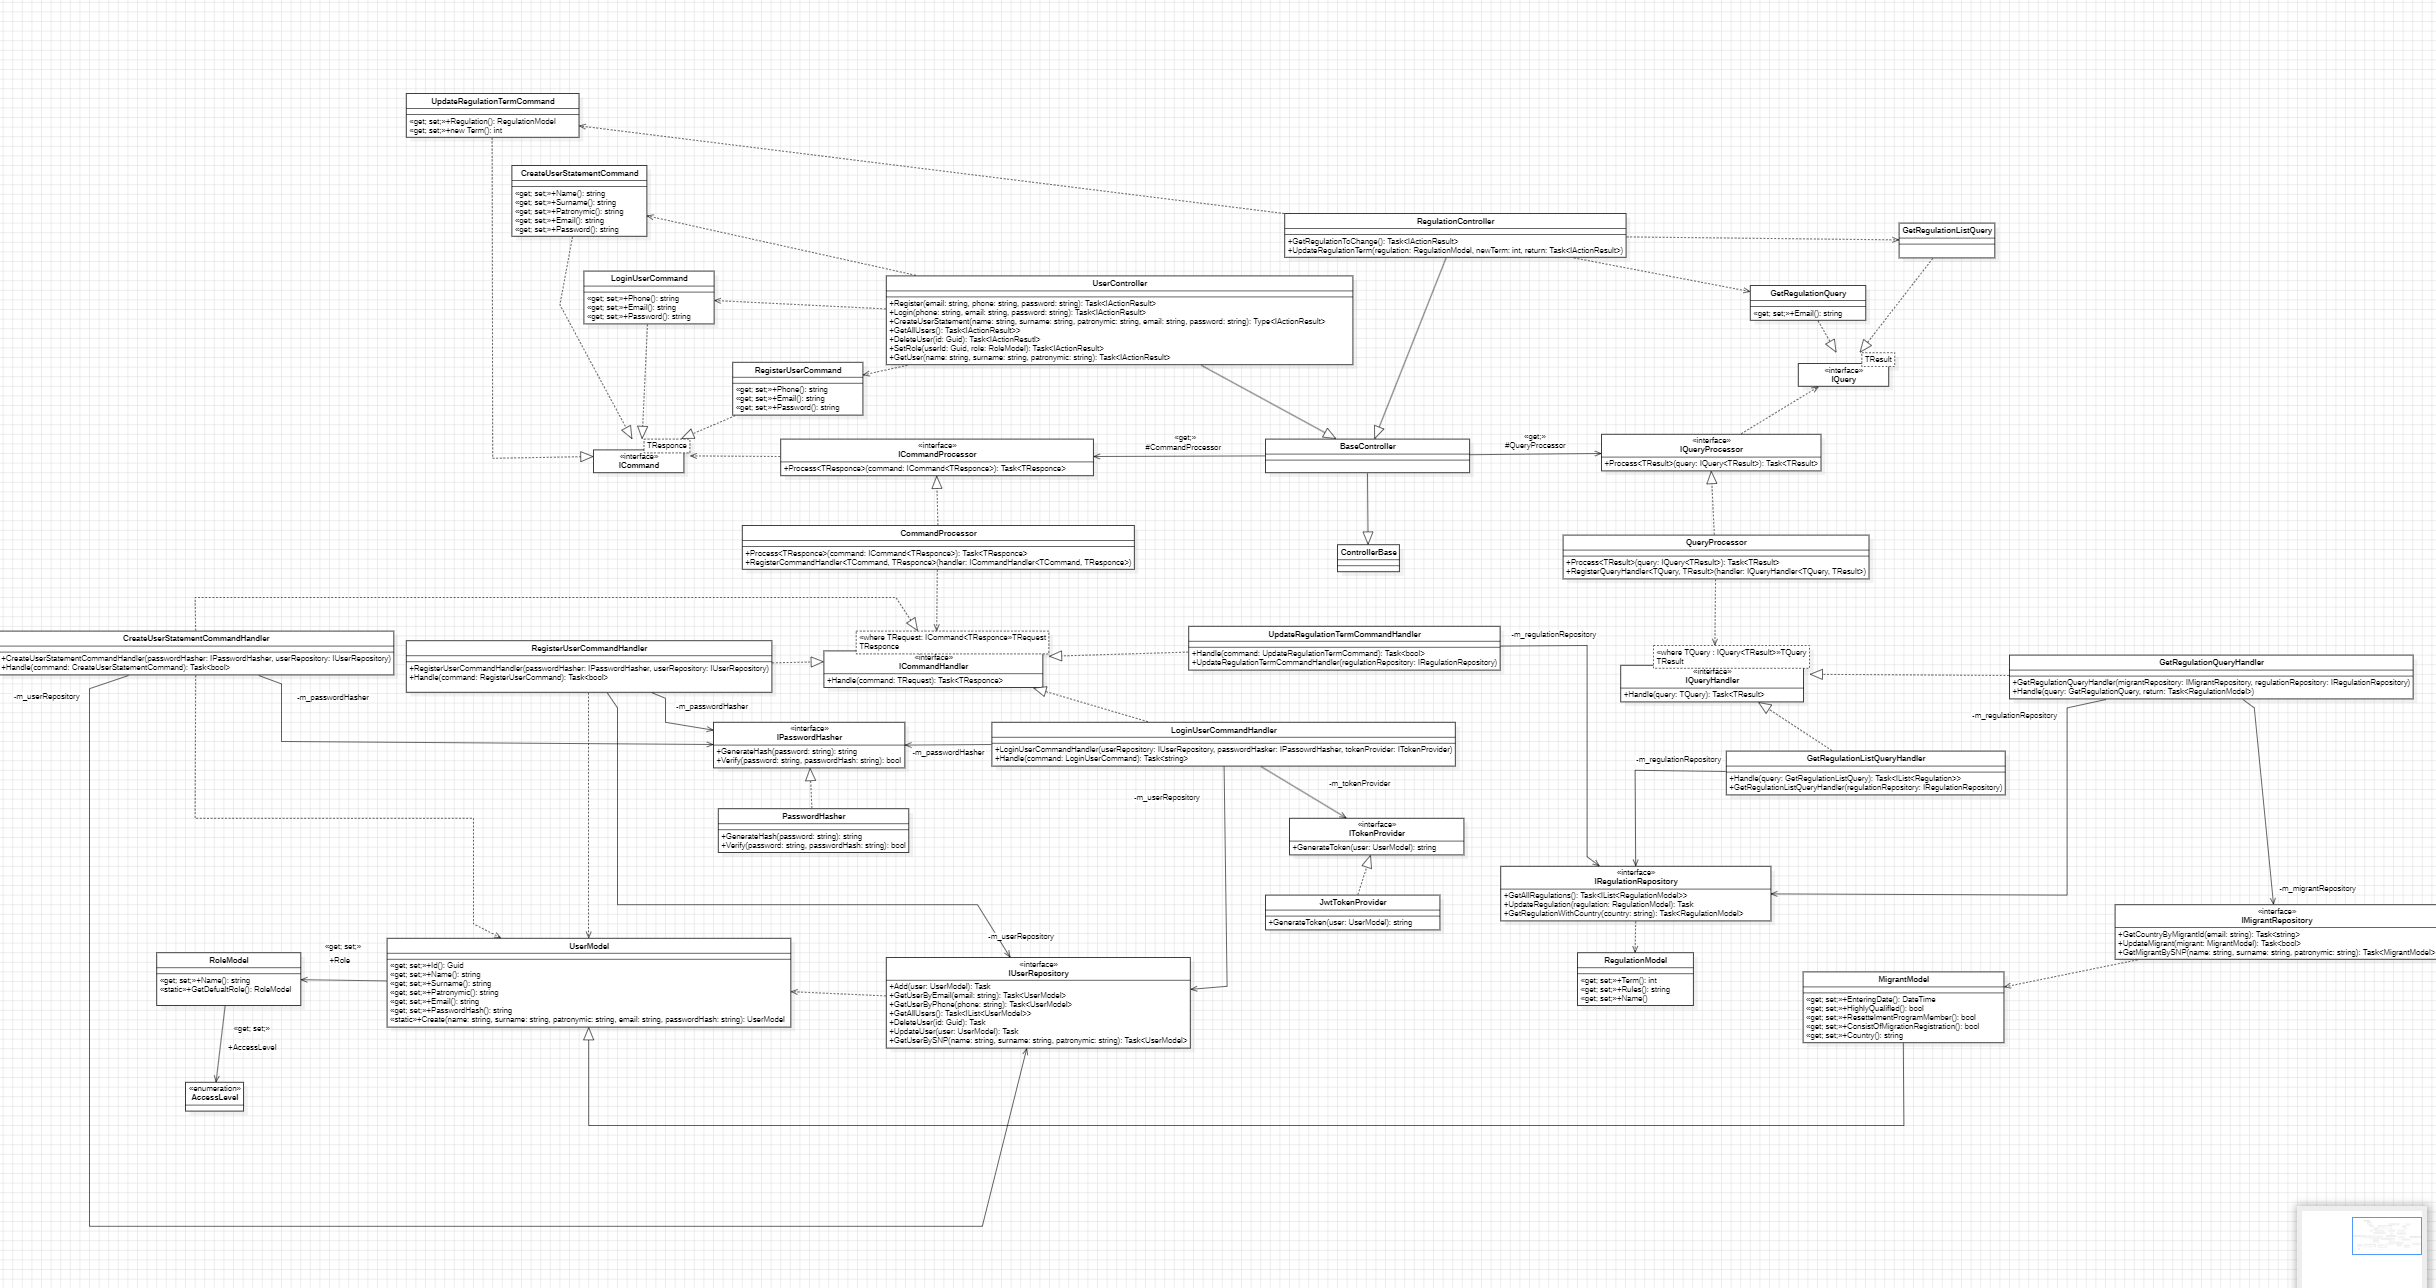 UpdateRegulationTermCommand
«get; set;»+Regulation(): RegulationModel
«get; set;»+new Term(): int
CreateUserStatementCommand
«get; set;»+Name(): string
«get; set;»+Surname(): string
«get; set;»+Patronymic(): string
«get; set;»+Email(): string
«get; set;»+Password(): string
RegulationController
+GetRegulationToChange(): Task<IActionResult>
+UpdateRegulationTerm(regulation: RegulationModel, newTerm: int, return: Task<IActionResult>)
GetRegulationListQuery
LoginUserCommand
«get; set;»+Phone(): string
«get; set;»+Email(): string
«get; set;»+Password(): string
UserController
+Register(email: string, phone: string, password: string): Task<IActionResult>
+Login(phone: string, email: string, password: string): Task<IActionResult>
+CreateUserStatement(name: string, surname: string, patronymic: string, email: string, password: string): Type<IActionResult>
+GetAllUsers(): Task<IActionResult>>
+DeleteUser(id: Guid): Task<IActionResutl>
+SetRole(userId: Guid, role: RoleModel): Task<IActionResult>
+GetUser(name: string, surname: string, patronymic: string): Task<IActionResult>
GetRegulationQuery
«get; set;»+Email(): string
RegisterUserCommand
«get; set;»+Phone(): string
«get; set;»+Email(): string
«get; set;»+Password(): string
TResult
«interface»
IQuery
TResponce
«interface»
ICommand
«interface»
ICommandProcessor
+Process<TResponce>(command: ICommand<TResponce>): Task<TResponce>
«get;»
#CommandProcessor
BaseController
«get;»
#QueryProcessor
«interface»
IQueryProcessor
+Process<TResult>(query: IQuery<TResult>): Task<TResult>
CommandProcessor
+Process<TResponce>(command: ICommand<TResponce>): Task<TResponce>
+RegisterCommandHandler<TCommand, TResponce>(handler: ICommandHandler<TCommand, TResponce>)
ControllerBase
QueryProcessor
+Process<TResult>(query: IQuery<TResult>): Task<TResult>
+RegisterQueryHandler<TQuery, TResult>(handler: IQueryHandler<TQuery, TResult>)
CreateUserStatementCommandHandler
+CreateUserStatementCommandHandler(passwordHasher: IPasswordHasher, userRepository: IUserRepository)
+Handle(command: CreateUserStatementCommand): Task<bool>
RegisterUserCommandHandler
+RegisterUserCommandHandler(passwordHasher: IPasswordHasher, userRepository: IUserRepository)
+Handle(command: RegisterUserCommand): Task<bool>
«where TRequest: ICommand<TResponce»TRequest
TResponce
«interface»
ICommandHandler
+Handle(command: TRequest): Task<TResponce>
UpdateRegulationTermCommandHandler
+Handle(command: UpdateRegulationTermCommand): Task<bool>
+UpdateRegulationTermCommandHandler(regulationRepository: IRegulationRepository)
-m_regulationRepository
«where TQuery : IQuery<TResult»TQuery
TResult
«interface»
IQueryHandler
+Handle(query: TQuery): Task<TResult>
GetRegulationQueryHandler
+GetRegulationQueryHandler(migrantRepository: IMigrantRepository, regulationRepository: IRegulationRepository)
+Handle(query: GetRegulationQuery, return: Task<RegulationModel>)
-m_userRepository
-m_passwordHasher
-m_passwordHasher
-m_regulationRepository
«interface»
IPasswordHasher
+GenerateHash(password: string): string
+Verify(password: string, passwordHash: string): bool
-m_passwordHasher
LoginUserCommandHandler
+LoginUserCommandHandler(userRepository: IUserRepository, passwordHasker: IPassowrdHasher, tokenProvider: ITokenProvider)
+Handle(command: LoginUserCommand): Task<string>
-m_regulationRepository
GetRegulationListQueryHandler
+Handle(query: GetRegulationListQuery): Task<IList<Regulation>>
+GetRegulationListQueryHandler(regulationRepository: IRegulationRepository)
-m_tokenProvider
-m_userRepository
PasswordHasher
+GenerateHash(password: string): string
+Verify(password: string, passwordHash: string): bool
«interface»
ITokenProvider
+GenerateToken(user: UserModel): string
«interface»
IRegulationRepository
+GetAllRegulations(): Task<IList<RegulationModel>>
+UpdateRegulation(regulation: RegulationModel): Task
+GetRegulationWithCountry(country: string): Task<RegulationModel>
-m_migrantRepository
JwtTokenProvider
+GenerateToken(user: UserModel): string
«interface»
IMigrantRepository
+GetCountryByMigrantId(email: string): Task<string>
+UpdateMigrant(migrant: MigrantModel): Task<bool>
+GetMigrantBySNP(name: string, surname: string, patronymic: string): Task<MigrantModel>
-m_userRepository
«get; set;»
+Role
RoleModel
«get; set;»+Name(): string
«static»+GetDefualtRole(): RoleModel
UserModel
«get; set;»+Id(): Guid
«get; set;»+Name(): string
«get; set;»+Surname(): string
«get; set;»+Patronymic(): string
«get; set;»+Email(): string
«get; set;»+PasswordHash(): string
«static»+Create(name: string, surname: string, patronymic: string, email: string, passwordHash: string): UserModel
«interface»
IUserRepository
+Add(user: UserModel): Task
+GetUserByEmail(email: string): Task<UserModel>
+GetUserByPhone(phone: string): Task<UserModel>
+GetAllUsers(): Task<IList<UserModel>>
+DeleteUser(id: Guid): Task
+UpdateUser(user: UserModel): Task
+GetUserBySNP(name: string, surname: string, patronymic: string): Task<UserModel>
RegulationModel
«get; set;»+Term(): int
«get; set;»+Rules(): string
«get; set;»+Name()
MigrantModel
«get; set;»+EnteringDate(): DateTime
«get; set;»+HighlyQualified(): bool
«get; set;»+ResettelmentProgramMember(): bool
«get; set;»+ConsistOfMigrationRegistration(): bool
«get; set;»+Country(): string
«get; set;»
+AccessLevel
«enumeration»
AccessLevel